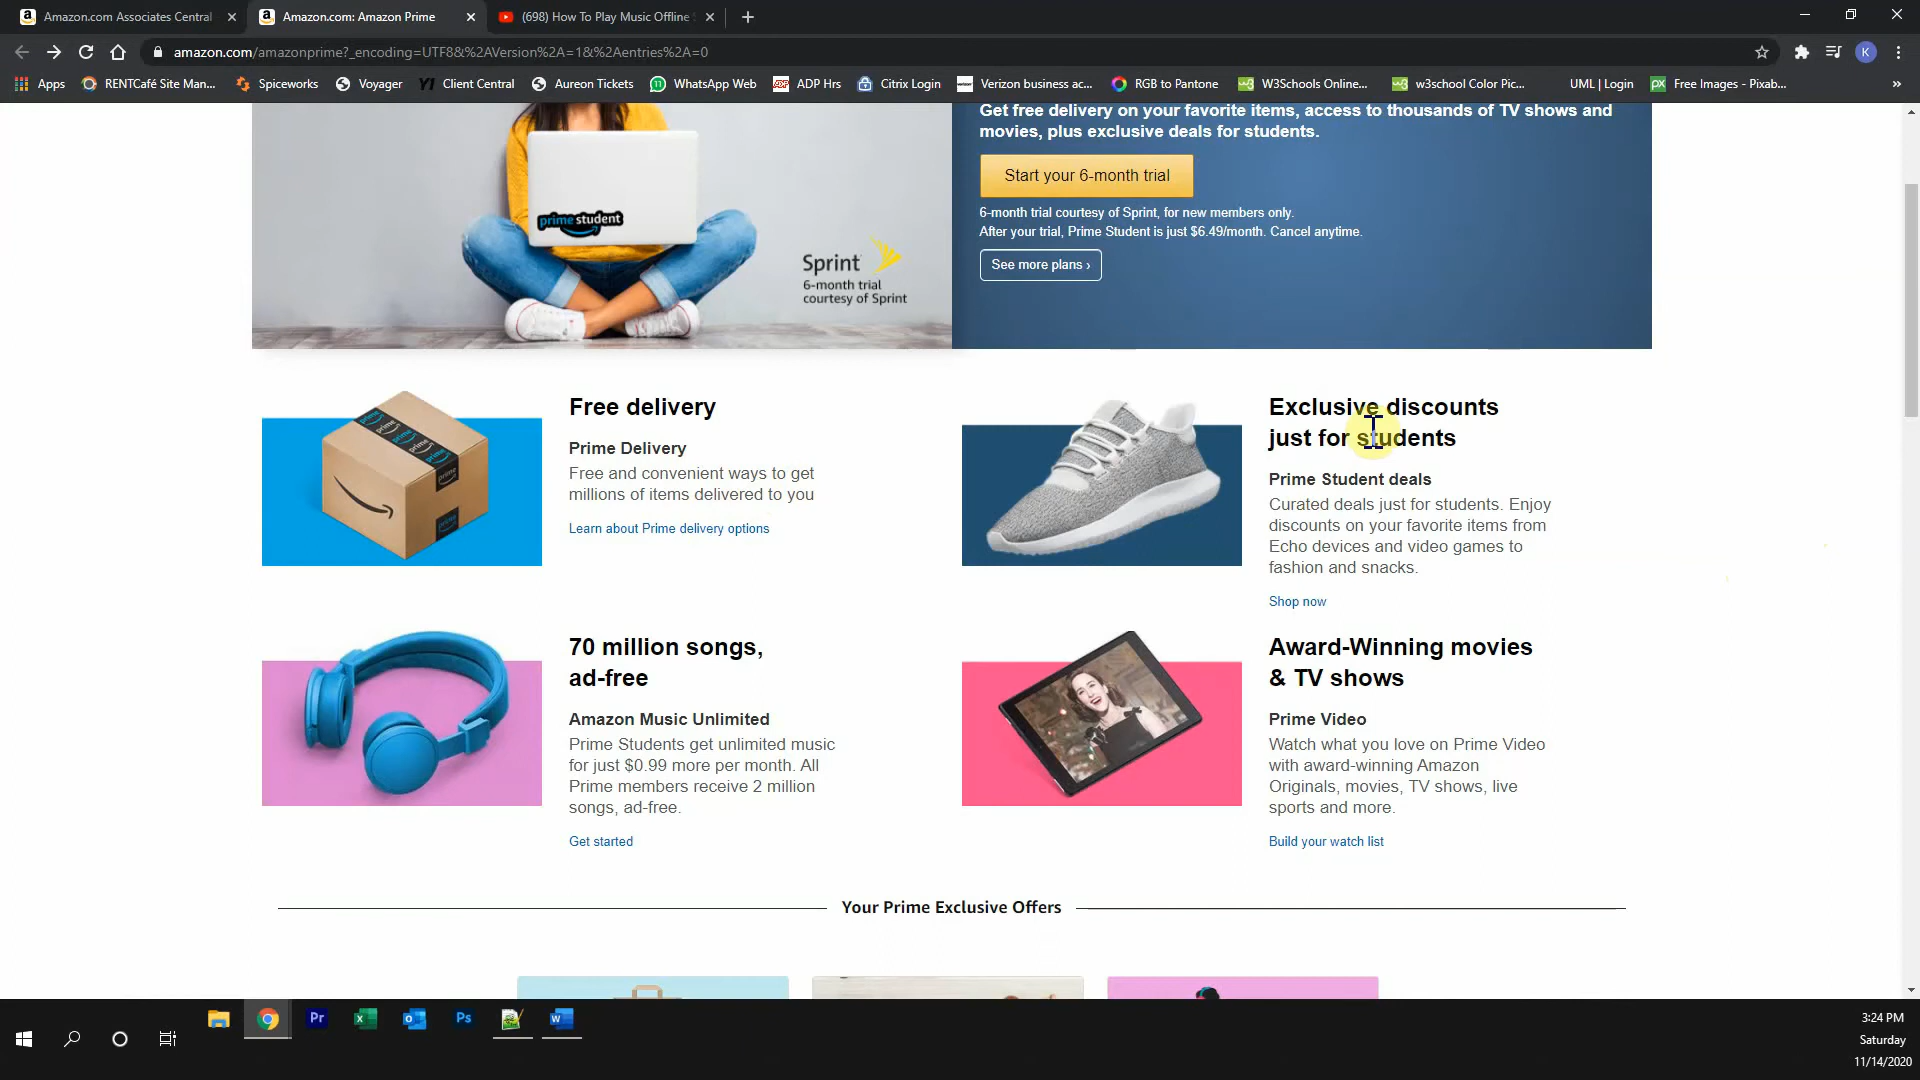 Amazon.com Associates Central
Amazon.com: Amazon Prime
(698) How To Play Music Offline
amazon.com/amazonprime?_encoding=UTF8&%2AVersion%2A=1&%2Aentries%2A=0
K
Apps
RENTCafé Site Man...
Spiceworks
Voyager
Client Central
Aureon Tickets
WhatsApp Web
ADP Hrs
Citrix Login
Verizon business ac...
RGB to Pantone
W3Schools Online...
w3school Color Pic...
UML | Login
Free Images - Pixab...
»
Get free delivery on your favorite items, access to thousands of TV shows and
movies, plus exclusive deals for students.
Start your 6-month trial
6-month trial courtesy of Sprint, for new members only.
After your trial, Prime Student is just $6.49/month. Cancel anytime.
See more plans ›
prime student
Sprint
6-month trial
courtesy of Sprint
Free delivery
Prime Delivery
Free and convenient ways to get
millions of items delivered to you
Learn about Prime delivery options
Exclusive discounts
just for students
Prime Student deals
Curated deals just for students. Enjoy
discounts on your favorite items from
Echo devices and video games to
fashion and snacks.
Shop now
70 million songs,
ad-free
Amazon Music Unlimited
Prime Students get unlimited music
for just $0.99 more per month. All
Prime members receive 2 million
songs, ad-free.
Get started
Award-Winning movies
& TV shows
Prime Video
Watch what you love on Prime Video
with award-winning Amazon
Originals, movies, TV shows, live
sports and more.
Build your watch list
Your Prime Exclusive Offers
Pr
Ps
3:24 PM
Saturday
11/14/2020